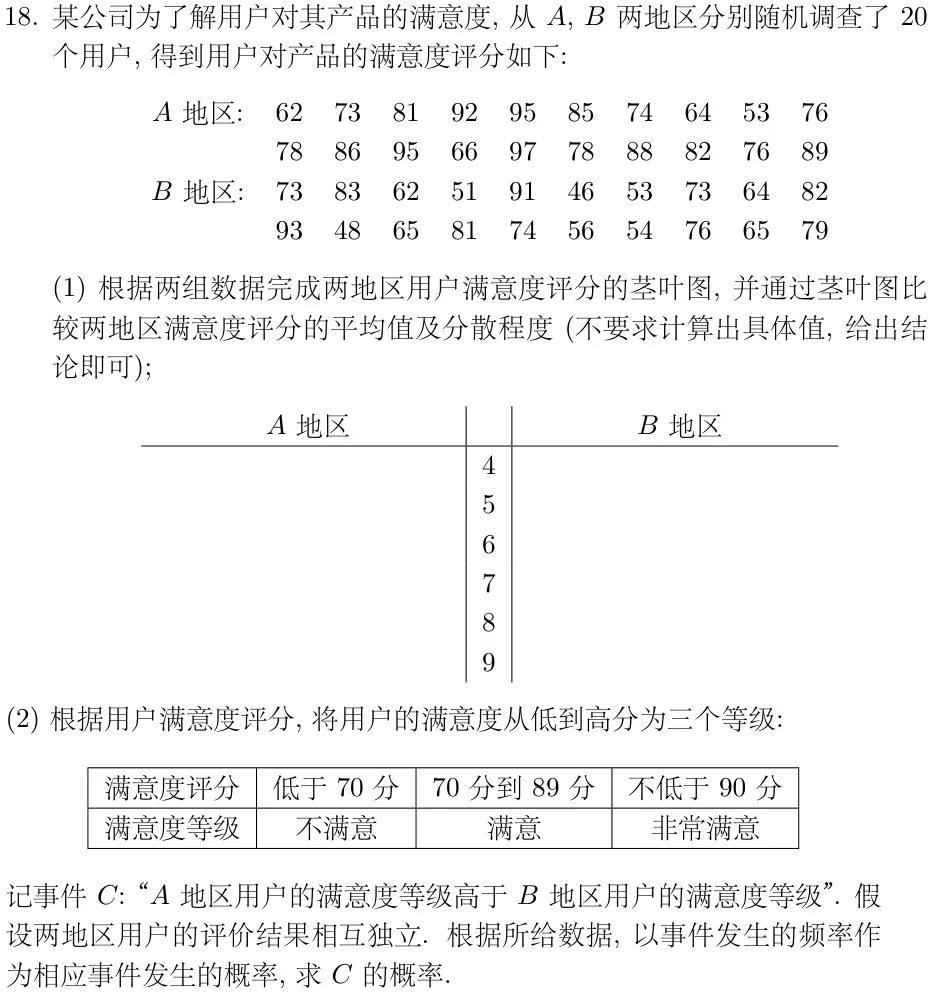 18. 某公司为了解用户对其产品的满意度, 从 A, B 两地区分别随机调查了 20
个用户, 得到用户对产品的满意度评分如下:
A 地区: 62 73 81 92 95 85 74 64 53 76
78 86 95 66 97 78 88 82 76 89
B 地区: 73 83 62 51 91 46 53 73 64 82
93 48 65 81 74 56 54 76 65 79
(1) 根据两组数据完成两地区用户满意度评分的茎叶图, 并通过茎叶图比
较两地区满意度评分的平均值及分散程度 (不要求计算出具体值, 给出结
论即可);
A 地区 B 地区
4
5
6
7
8
9
(2) 根据用户满意度评分, 将用户的满意度从低到高分为三个等级:
满意度评分 低于 70 分 70 分到 89 分 不低于 90 分
满意度等级 不满意 满意 非常满意
记事件 C: “A 地区用户的满意度等级高于 B 地区用户的满意度等级”. 假
设两地区用户的评价结果相互独立. 根据所给数据, 以事件发生的频率作
为相应事件发生的概率, 求 C 的概率.